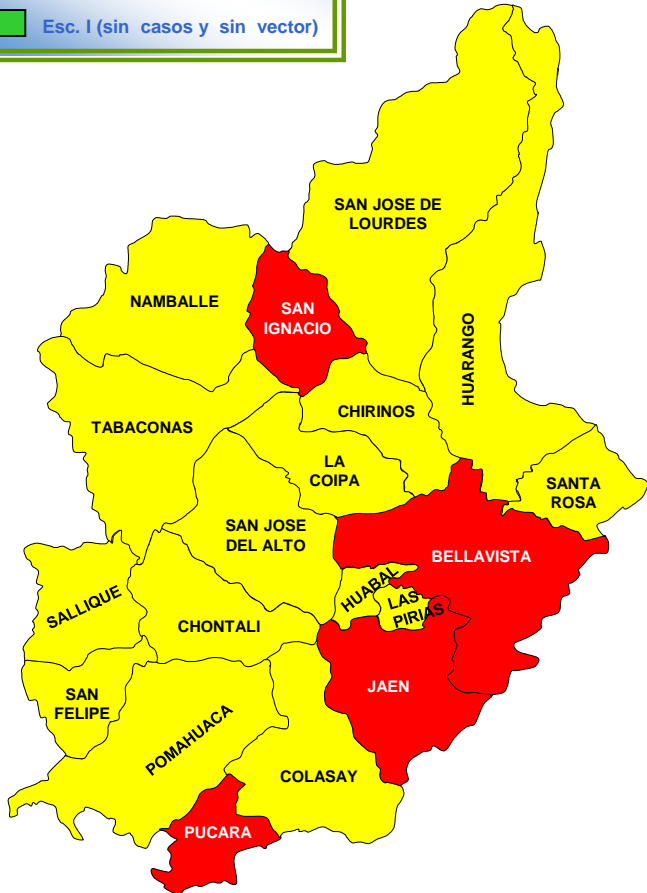 Esc. I (sin casos y sin vector)
SAN JOSE DE
LOURDES
NAMBALLE
SAN
IGNACIO
HUARANGO
CHIRINOS
TABACONAS
LA
COIPA
SANTA
ROSA
SAN JOSE
DEL ALTO
BELLAVISTA
HUABAL
SALLIQUE
LAS
PIRIAS
CHONTALI
JAEN
SAN
FELIPE
POMAHUACA
COLASAY
PUCARA